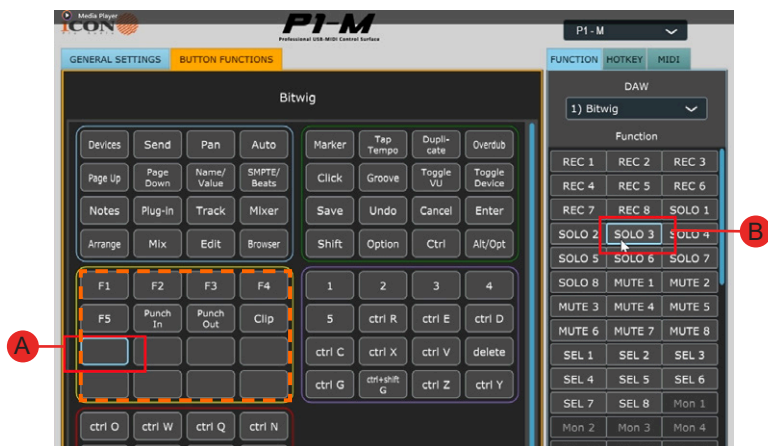 Media Player
iCON
PRO AUDIO
P1-M
Professional USB-MIDI Control Surface
P1-M
GENERAL SETTINGS BUTTON FUNCTIONS
FUNCTION HOTKEY MIDI
Bitwig
DAW
1) Bitwig
Function
Devices Send Pan Auto
Page Up Page Down Name/Value SMPTE/Beats
Notes Plug-In Track Mixer
Arrange Mix Edit Browser
Marker Tap Tempo Dupli-cate Overdub
Click Groove Toggle VU Toggle Device
Save Undo Cancel Enter
Shift Option Ctrl Alt/Opt
F1 F2 F3 F4
F5 Punch In Punch Out Clip
A
1 2 3 4
5 ctrl R ctrl E ctrl D
ctrl C ctrl X ctrl V delete
ctrl G ctrl+shift G ctrl Z ctrl Y
ctrl O ctrl W ctrl Q ctrl N
REC 1 REC 2 REC 3
REC 4 REC 5 REC 6
REC 7 REC 8 SOLO 1
SOLO 2 SOLO 3 SOLO 4
B
SOLO 5 SOLO 6 SOLO 7
SOLO 8 MUTE 1 MUTE 2
MUTE 3 MUTE 4 MUTE 5
MUTE 6 MUTE 7 MUTE 8
SEL 1 SEL 2 SEL 3
SEL 4 SEL 5 SEL 6
SEL 7 SEL 8 Mon 1
Mon 2 Mon 3 Mon 4